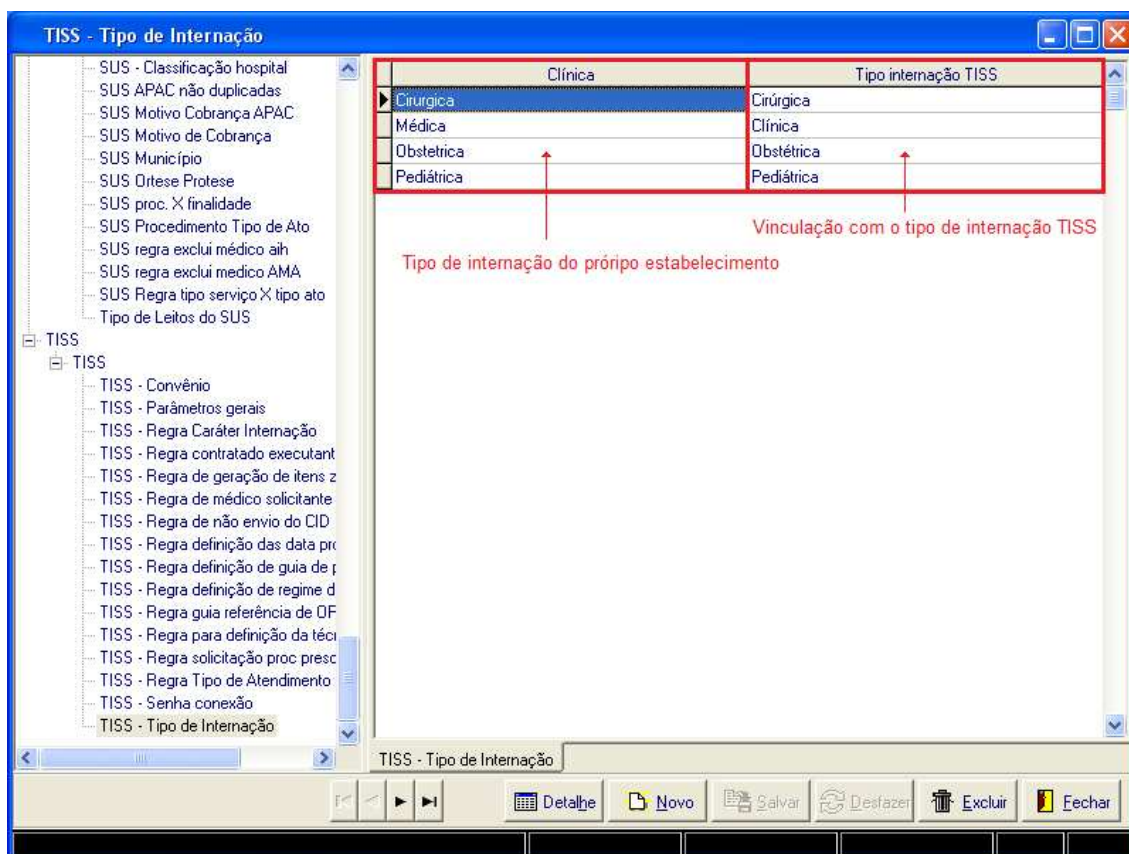 TISS - Tipo de Internação
SUS - Classificação hospital
SUS APAC não duplicadas
SUS Motivo Cobrança APAC
SUS Motivo de Cobrança
SUS Município
SUS Ortese Protese
SUS proc. X finalidade
SUS Procedimento Tipo de Ato
SUS regra exclui médico aih
SUS regra exclui medico AMA
SUS Regra tipo serviço X tipo ato
Tipo de Leitos do SUS
TISS
TISS
TISS - Convênio
TISS - Parâmetros gerais
TISS - Regra Caráter Internação
TISS - Regra contratado executant
TISS - Regra de geração de itens z
TISS - Regra de médico solicitante
TISS - Regra de não envio do CID
TISS - Regra definição das data pro
TISS - Regra definição de guia de p
TISS - Regra definição de regime d
TISS - Regra guia referência de OP
TISS - Regra para definição da técn
TISS - Regra solicitação proc presc
TISS - Regra Tipo de Atendimento
TISS - Senha conexão
TISS - Tipo de Internação
Clínica Tipo internação TISS
Cirurgica Cirúrgica
Médica Clínica
Obstetrica Obstétrica
Pediátrica Pediátrica
Vinculação com o tipo de internação TISS
Tipo de internação do próripo estabelecimento
TISS - Tipo de Internação
Detalhe Novo Salvar Desfazer Excluir Fechar